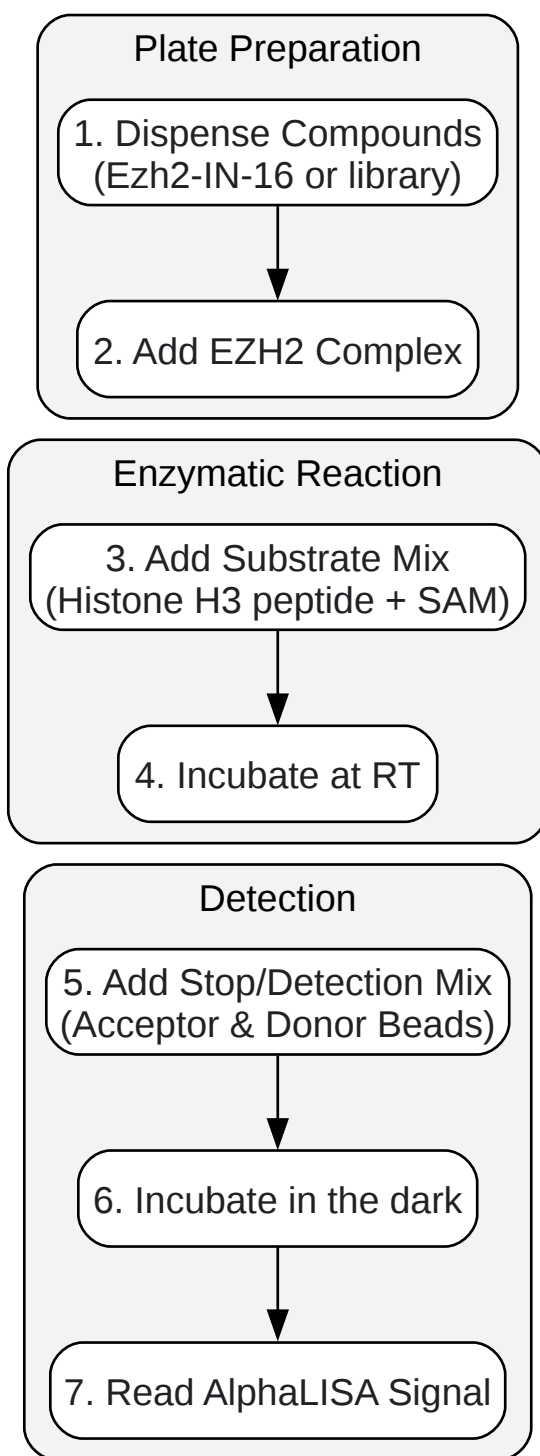 Plate Preparation
1. Dispense Compounds
(Ezh2-IN-16 or library)
2. Add EZH2 Complex
Enzymatic Reaction
3. Add Substrate Mix
(Histone H3 peptide + SAM)
4. Incubate at RT
Detection
5. Add Stop/Detection Mix
(Acceptor & Donor Beads)
6. Incubate in the dark
7. Read AlphaLISA Signal